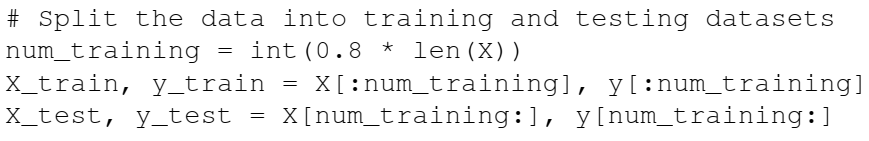 # Split the data into training and testing datasets
num_training = int(0.8 * len(X))
X_train, y_train = X[:num_training], y[:num_training]
X_test, y_test = X[num_training:], y[num_training:]